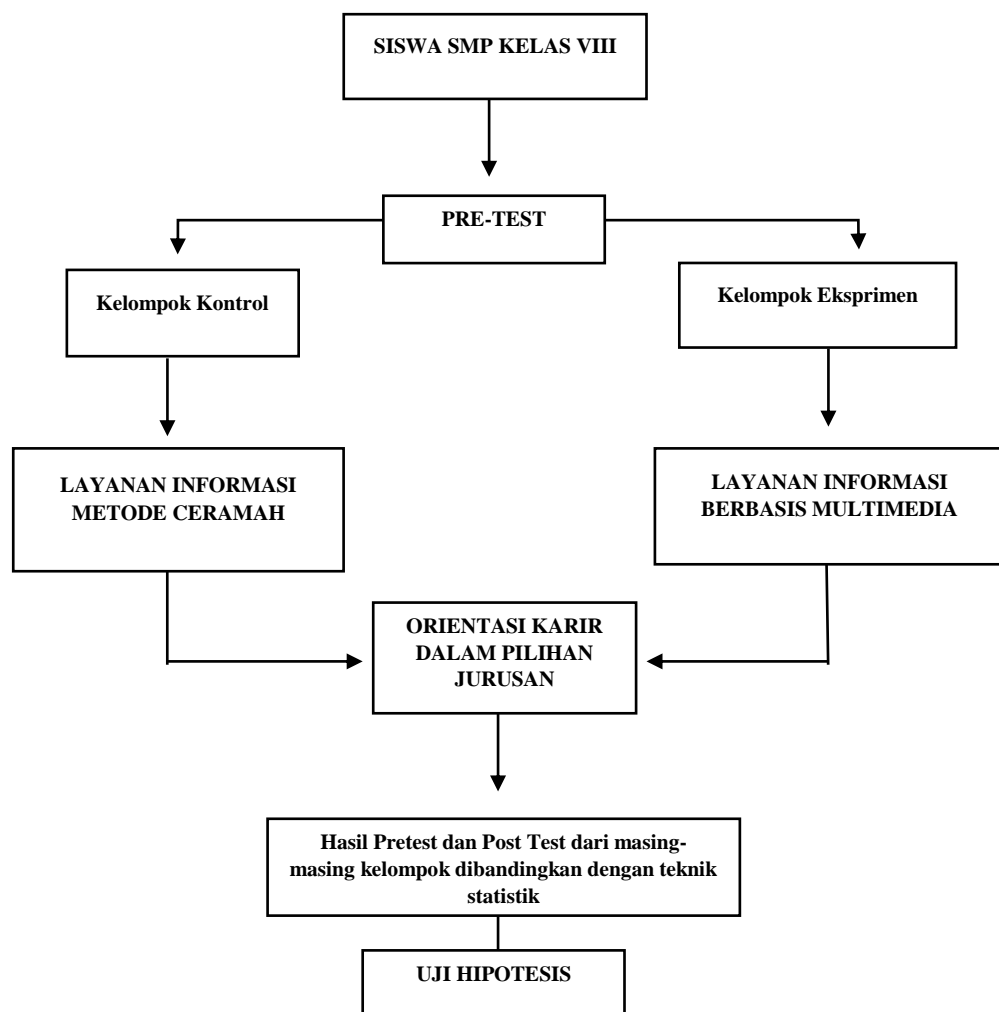 SISWA SMP KELAS VIII
PRE-TEST
Kelompok Kontrol
Kelompok Eksprimen
LAYANAN INFORMASI
METODE CERAMAH
LAYANAN INFORMASI
BERBASIS MULTIMEDIA
ORIENTASI KARIR
DALAM PILIHAN
JURUSAN
Hasil Pretest dan Post Test dari masing-
masing kelompok dibandingkan dengan teknik
statistik
UJI HIPOTESIS